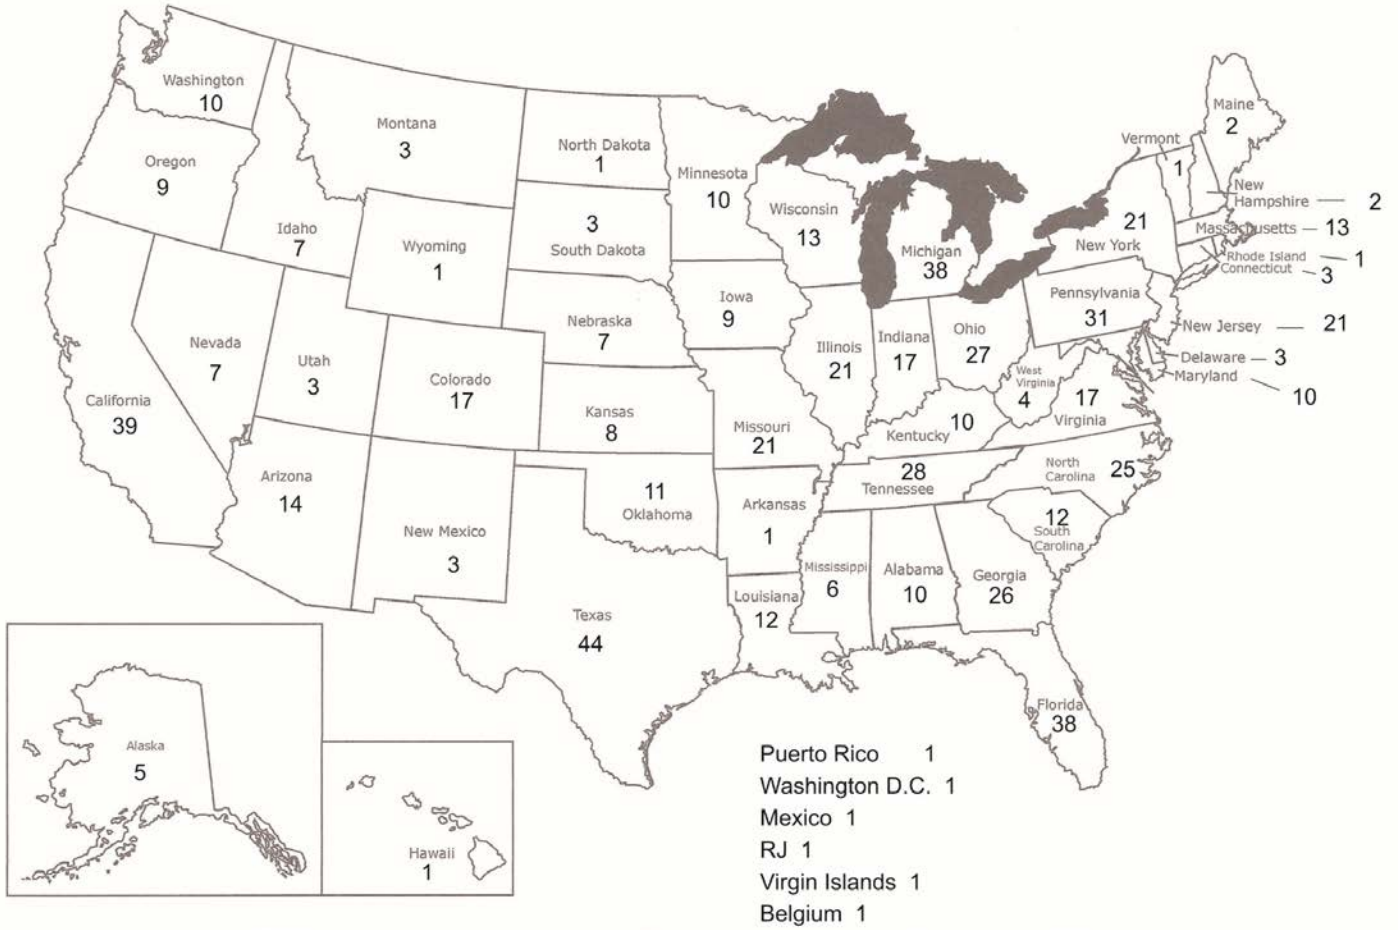 Washington
10
Oregon
9
California
39
Idaho
7
Nevada
7
Montana
3
Wyoming
1
Utah
3
Arizona
14
Colorado
17
New Mexico
3
North Dakota
1
3
South Dakota
Nebraska
7
Kansas
8
11
Oklahoma
Texas
44
Minnesota
10
Iowa
9
Missouri
21
Arkansas
1
Louisiana
12
Wisconsin
13
Illinois
21
Michigan
38
Indiana
17
Ohio
27
10
Kentucky
28
Tennessee
Mississippi
6
Alabama
10
Georgia
26
Florida
38
12
South
Carolina
North
Carolina 25
West
Virginia
4
17
Virginia
Pennsylvania
31
21
New York
Vermont
1
Maine
2
New
Hampshire 2
Massachusetts 13
Rhode Island 1
Connecticut 3
New Jersey 21
Delaware 3
Maryland 10
Alaska
5
Hawaii
1
Puerto Rico 1
Washington D.C. 1
Mexico 1
RJ 1
Virgin Islands 1
Belgium 1